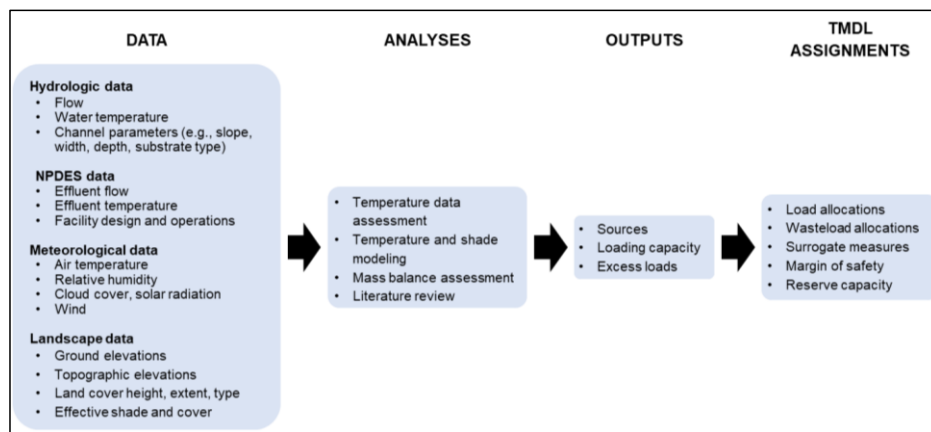 DATA
Hydrologic data
• Flow
• Water temperature
• Channel parameters (e.g., slope,
width, depth, substrate type)
NPDES data
• Effluent flow
• Effluent temperature
• Facility design and operations
Meteorological data
• Air temperature
• Relative humidity
• Cloud cover, solar radiation
• Wind
Landscape data
• Ground elevations
• Topographic elevations
• Land cover height, extent, type
• Effective shade and cover
ANALYSES
• Temperature data
assessment
• Temperature and shade
modeling
• Mass balance assessment
• Literature review
OUTPUTS
• Sources
• Loading capacity
• Excess loads
TMDL
ASSIGNMENTS
• Load allocations
• Wasteload allocations
• Surrogate measures
• Margin of safety
• Reserve capacity